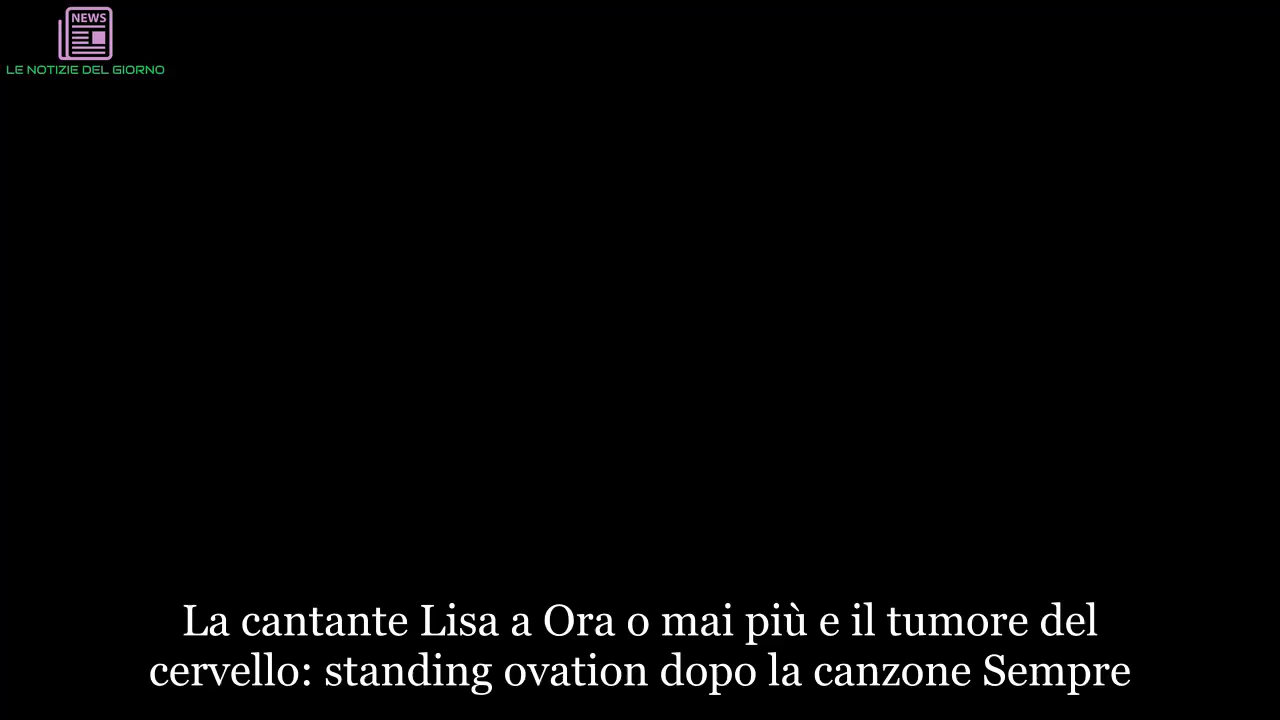 NEWS
LE NOTIZIE DEL GIORNO
La cantante Lisa a Ora o mai più e il tumore del
cervello: standing ovation dopo la canzone Sempre